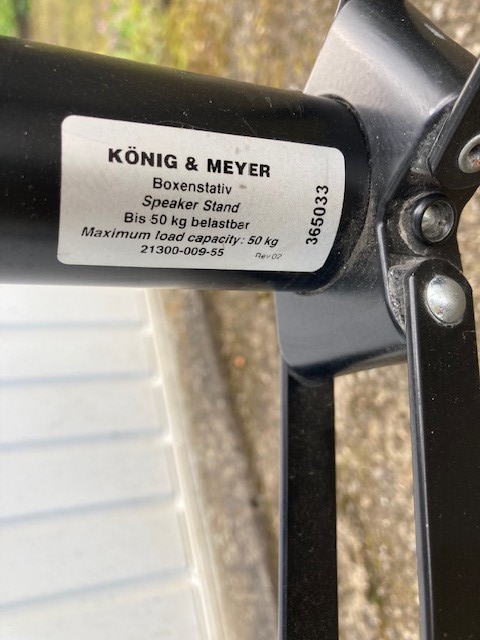 KÖNIG & MEYER
Boxenstativ
Speaker Stand
Bis 50 kg belastbar
Maximum load capacity: 50 kg
21300-009-55
Rev 02
365033